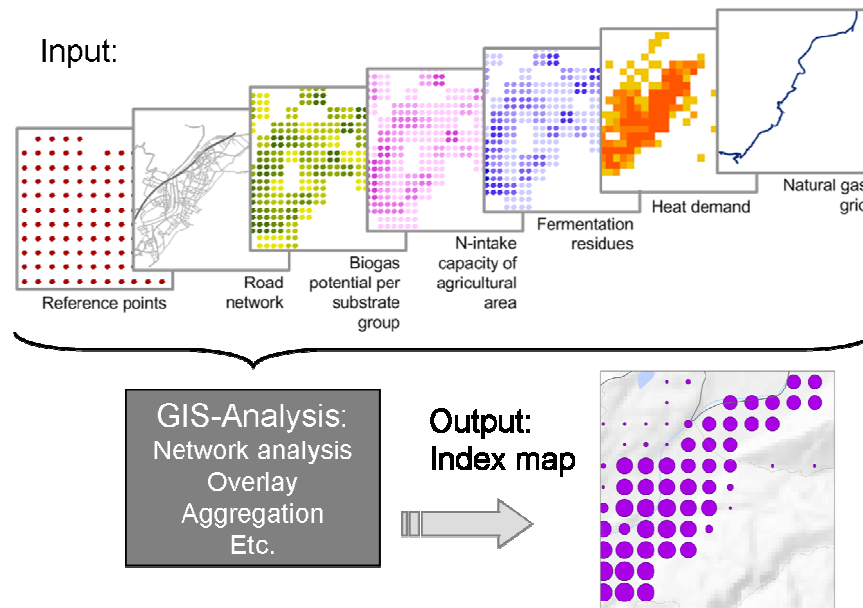 Input:
Reference points
Road
network
Biogas
potential per
substrate
group
N-intake
capacity of
agricultural
area
Fermentation
residues
Heat demand
Natural gas
grid
GIS-Analysis:
Network analysis
Overlay
Aggregation
Etc.
Output:
Index map